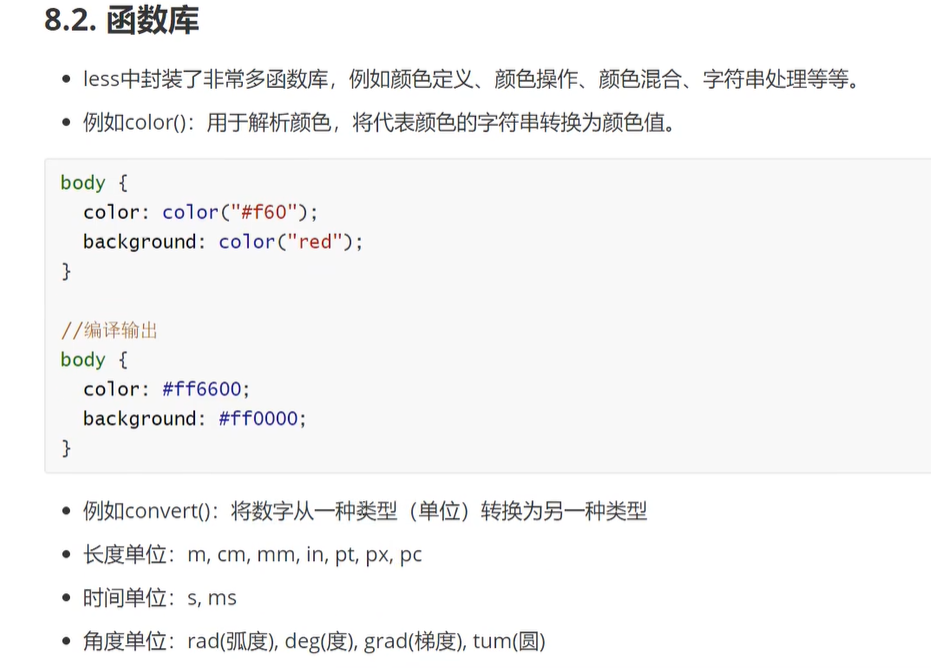 8.2. 函数库
less中封装了非常多函数库，例如颜色定义、颜色操作、颜色混合、字符串处理等等。
例如color()：用于解析颜色，将代表颜色的字符串转换为颜色值。
body {
  color: color("#f60");
  background: color("red");
}
//编译输出
body {
  color: #ff6600;
  background: #ff0000;
}
例如convert()：将数字从一种类型（单位）转换为另一种类型
长度单位：m, cm, mm, in, pt, px, pc
时间单位：s, ms
角度单位：rad(弧度), deg(度), grad(梯度), tum(圆)